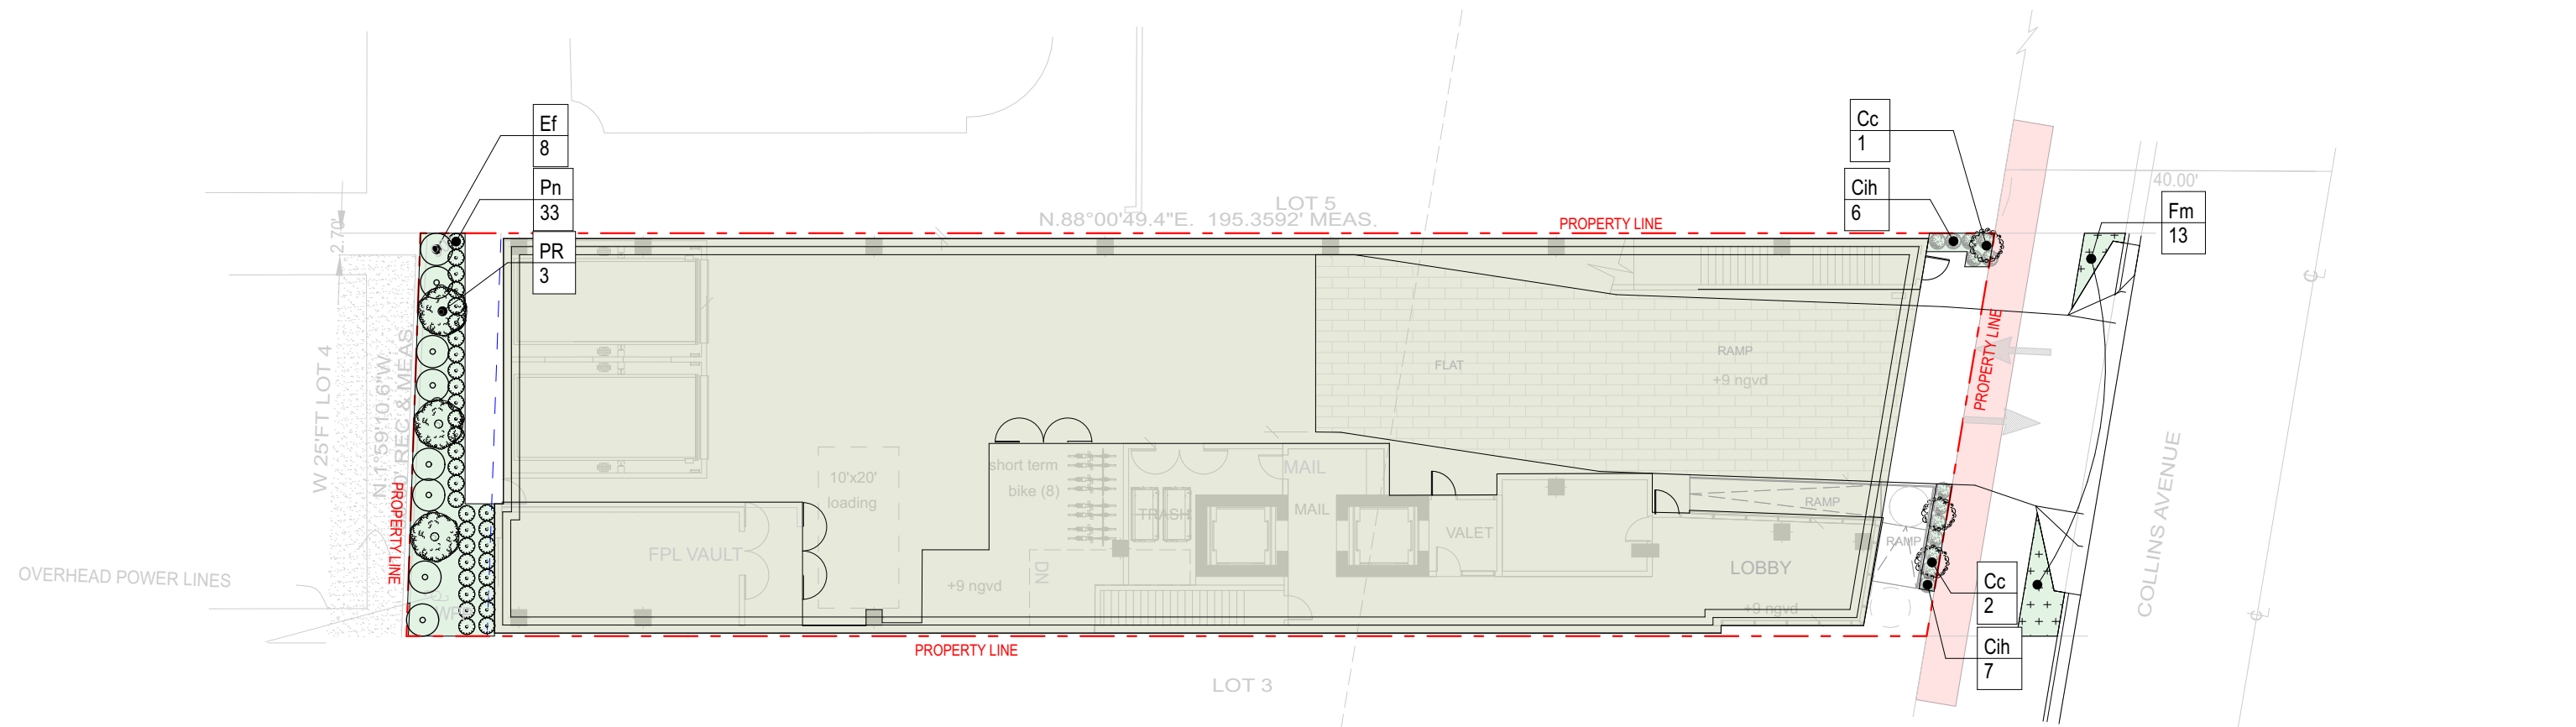 Ef
8
Pn
33
PR
3
Cc
1
Cih
6
Fm
13
40.00'
LOT 5
N.88°00'49.4"E. 195.3592' MEAS.
PROPERTY LINE
2.70'
W 25'FT LOT 4
N.1°59'10.6"W.
REC & MEAS.
PROPERTY LINE
FLAT
RAMP
+9 ngvd
PROPERTY LINE
COLLINS AVENUE
short term
bike (8)
10'x20'
loading
MAIL
TRASH
MAIL
VALET
RAMP
RAMP
FPL VAULT
DN
+9 ngvd
LOBBY
+9 ngvd
OVERHEAD POWER LINES
Cc
2
Cih
7
PROPERTY LINE
LOT 3